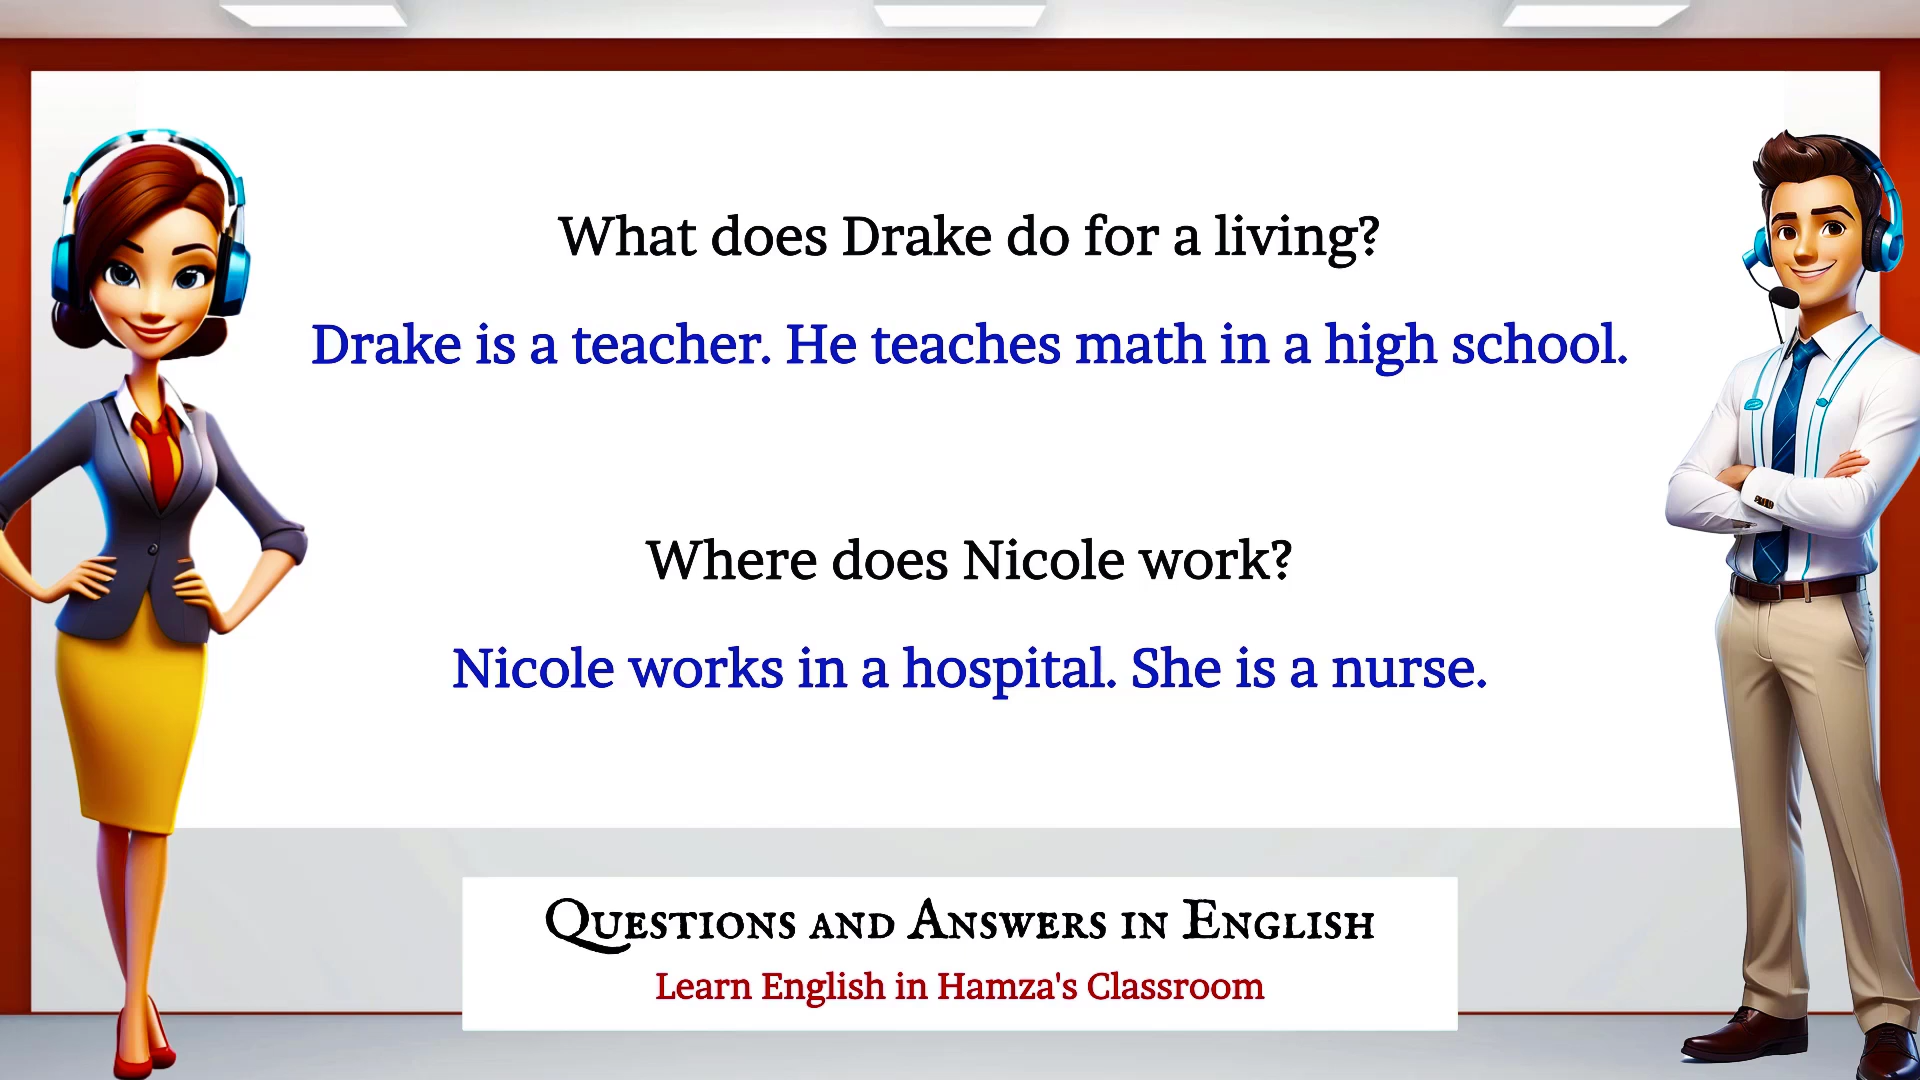 What does Drake do for a living?
Drake is a teacher. He teaches math in a high school.
Where does Nicole work?
Nicole works in a hospital. She is a nurse.
Questions and Answers in English
Learn English in Hamza's Classroom